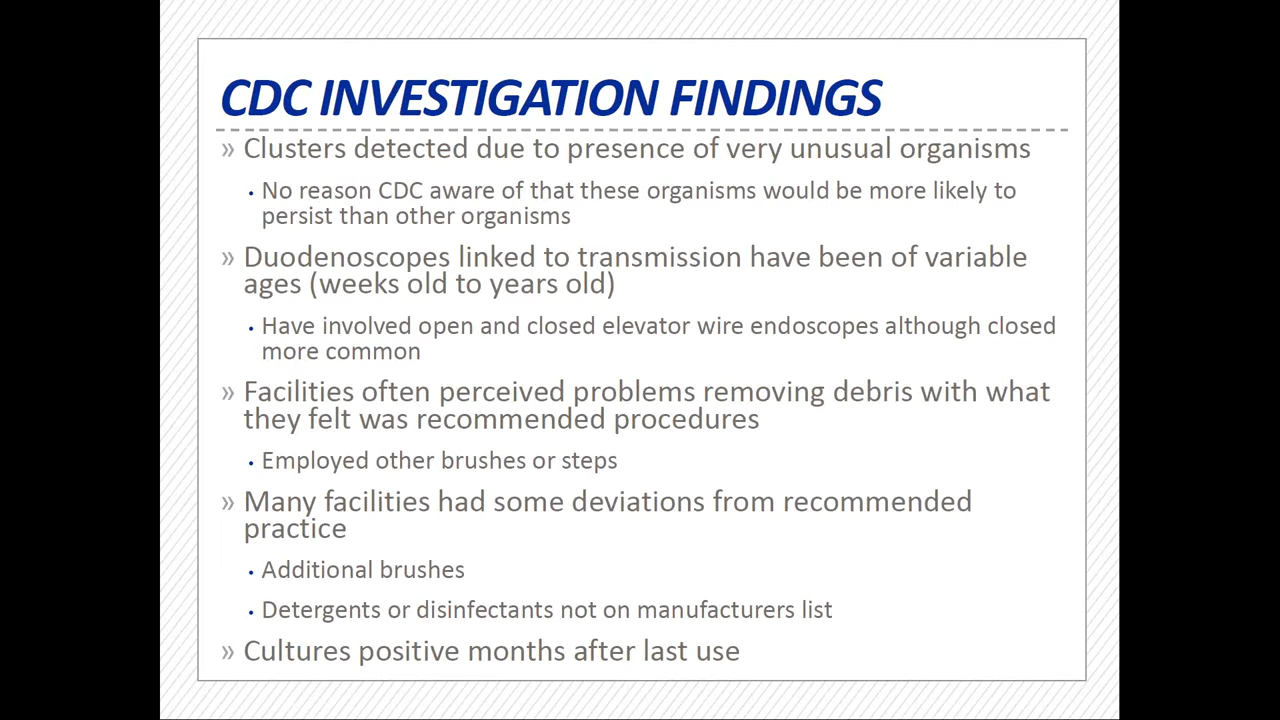 CDC INVESTIGATION FINDINGS
» Clusters detected due to presence of very unusual organisms
• No reason CDC aware of that these organisms would be more likely to
persist than other organisms
» Duodenoscopes linked to transmission have been of variable
ages (weeks old to years old)
• Have involved open and closed elevator wire endoscopes although closed
more common
» Facilities often perceived problems removing debris with what
they felt was recommended procedures
• Employed other brushes or steps
» Many facilities had some deviations from recommended
practice
• Additional brushes
• Detergents or disinfectants not on manufacturers list
» Cultures positive months after last use